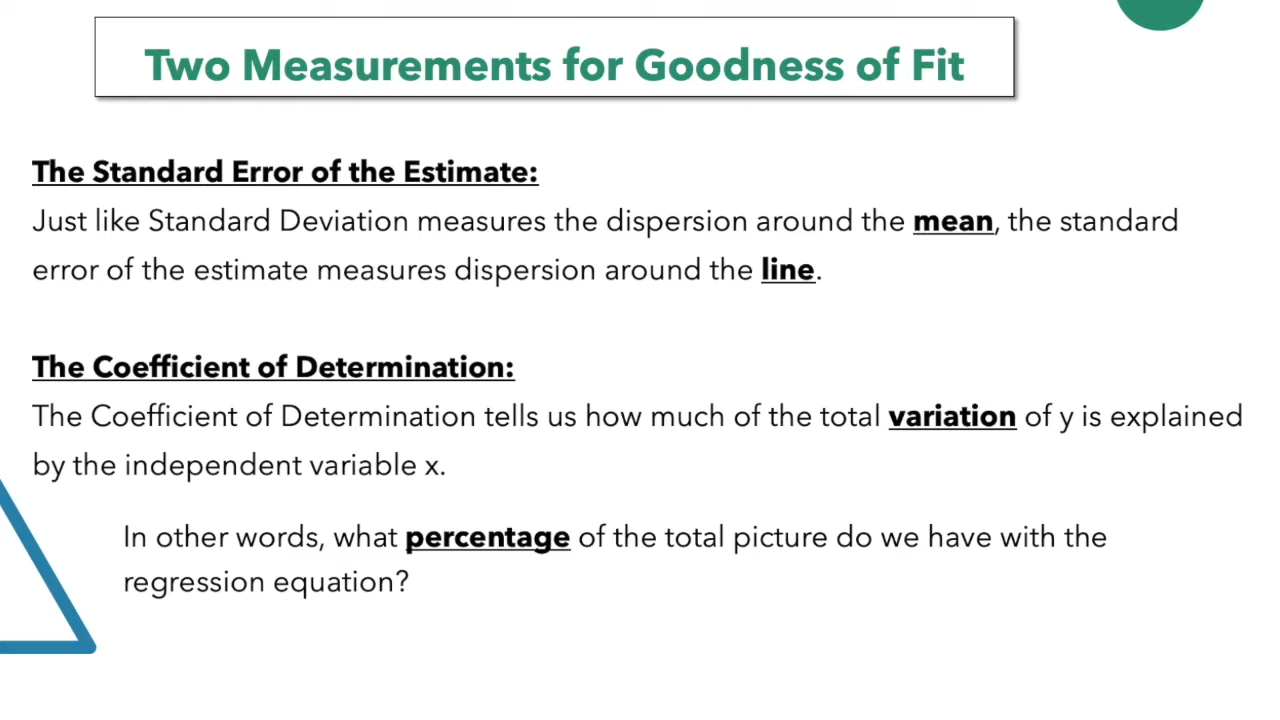 Two Measurements for Goodness of Fit
The Standard Error of the Estimate:
Just like Standard Deviation measures the dispersion around the mean, the standard
error of the estimate measures dispersion around the line.
The Coefficient of Determination:
The Coefficient of Determination tells us how much of the total variation of y is explained
by the independent variable x.
In other words, what percentage of the total picture do we have with the
regression equation?